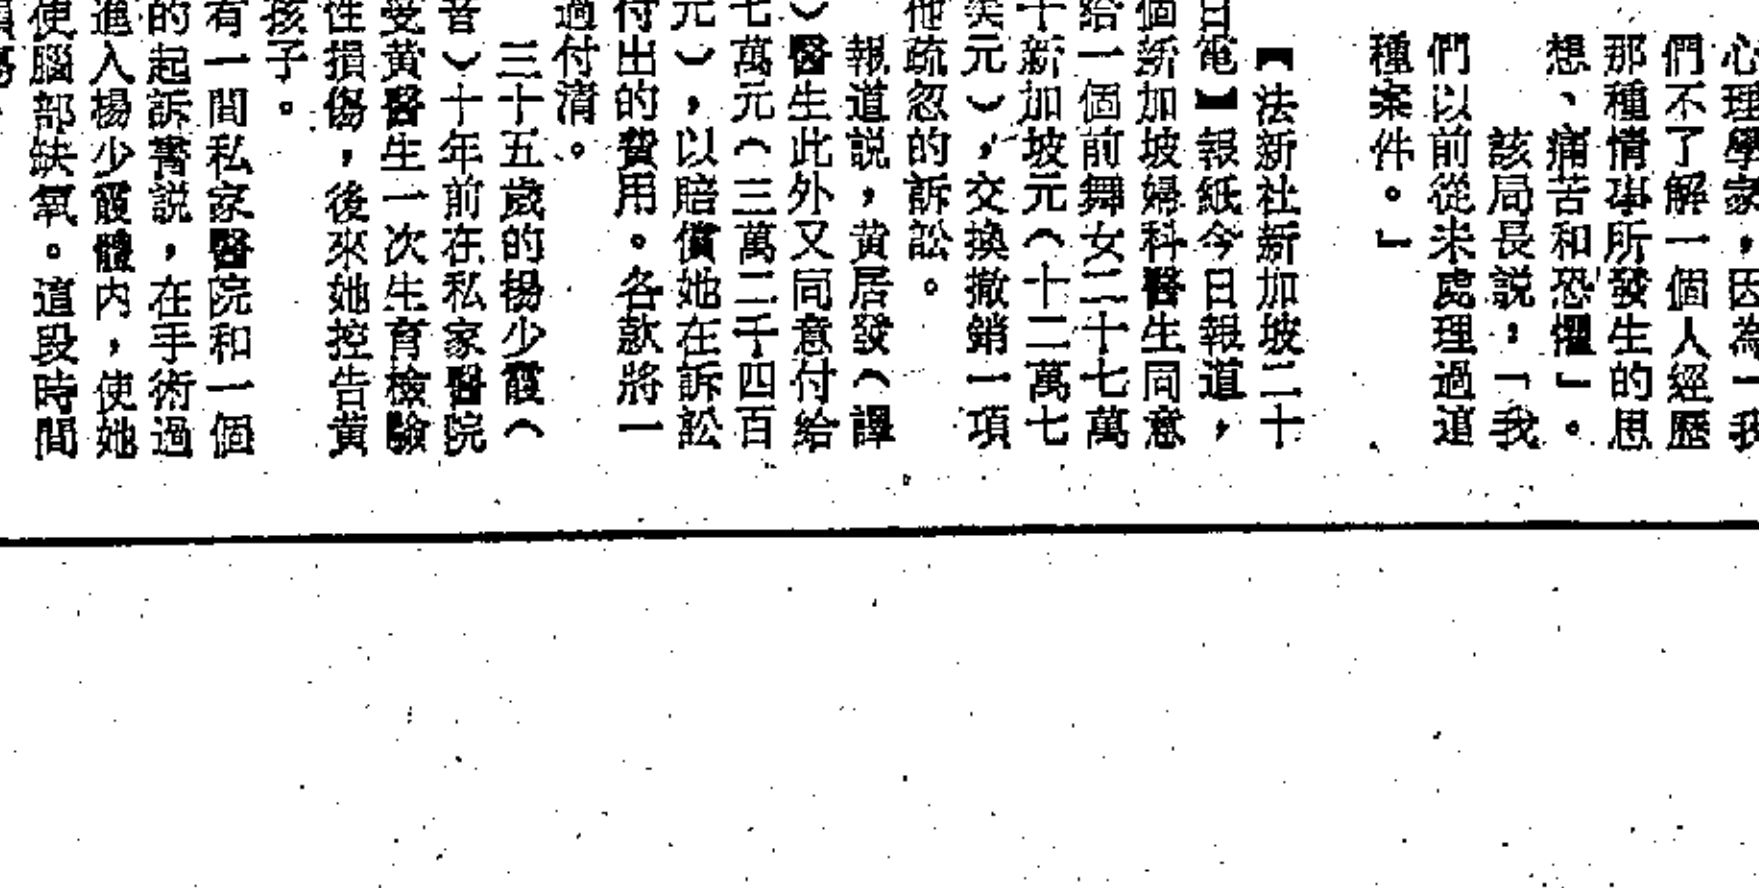 心理學家，因為「我
們不了解一個人經歷
那種情事所發生的思
想、痛苦和恐懼」。
該局長說：「我
們以前從未處理過這
種案件。」
【法新社新加坡二十
日電】報紙今日報道，
個新加坡婦科醫生同意
給一個前舞女二十七萬
十新加坡元（十二萬七
美元），交換撤銷一項
他疏忽的訴訟。
報道說，黃居發（譯
）醫生此外又同意付給
七萬元（三萬二千四百
元），以賠償她在訴訟
付出的費用。各款將一
過付清。
三十五歲的楊少霞（
音）十年前在私家醫院
受黃醫生一次生育檢驗
性損傷，後來她控告黃
孩子。
有一間私家醫院和一個
的起訴書說，在手術過
進入楊少霞體內，使她
使腦部缺氧。這段時間